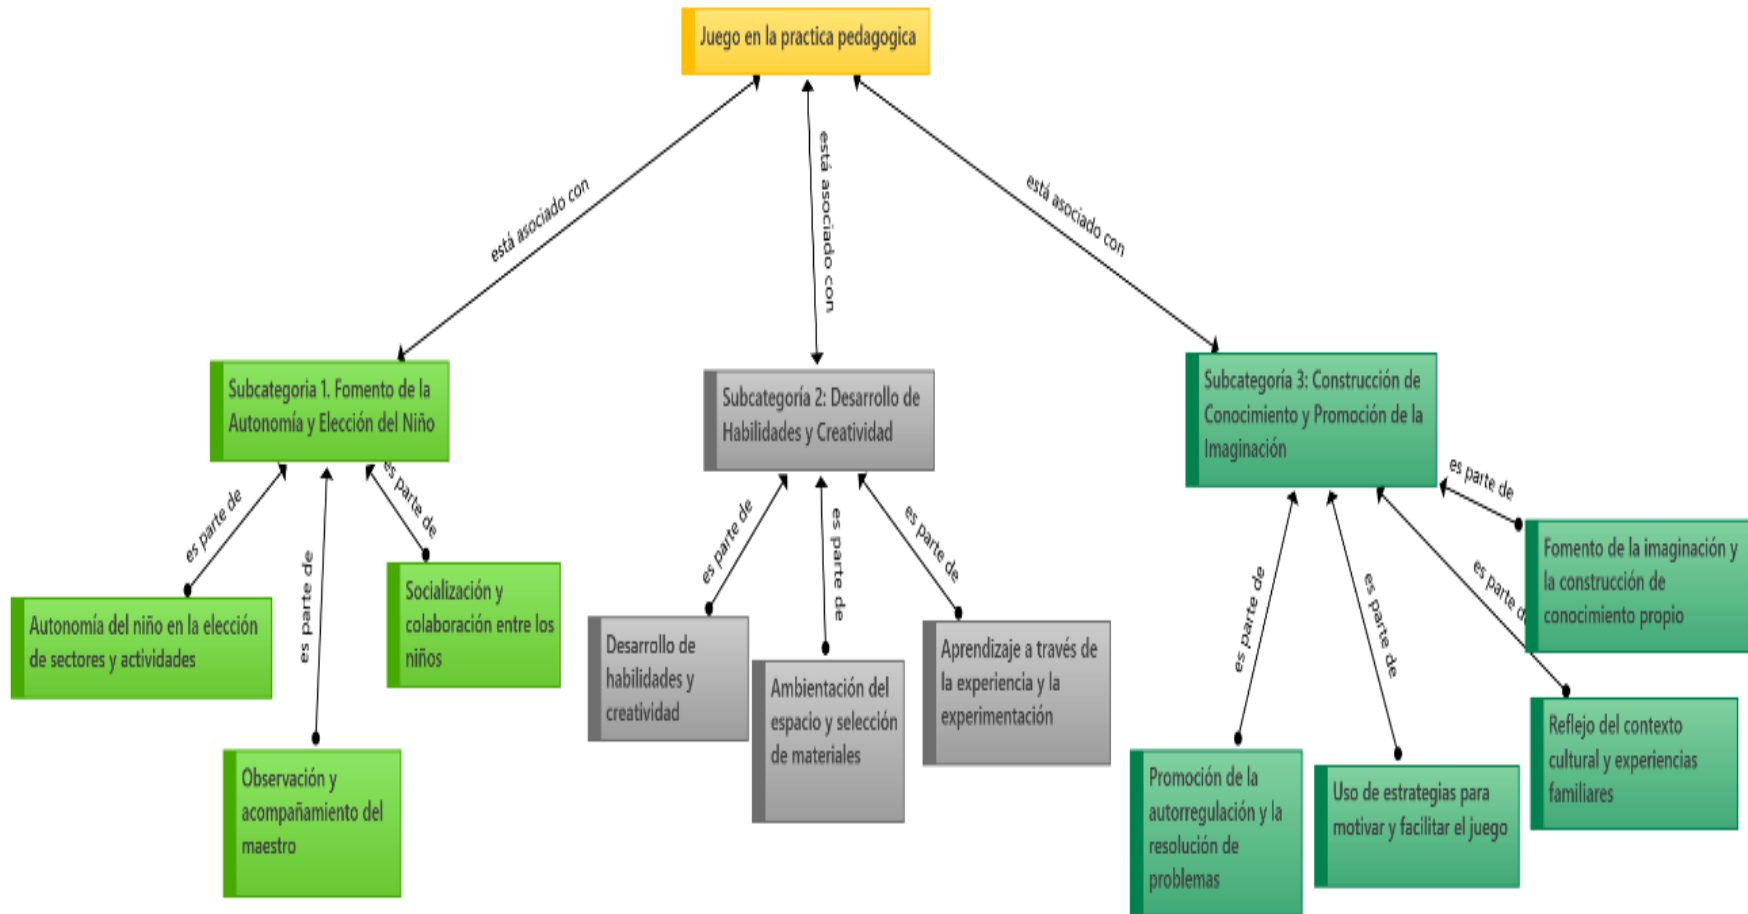 Juego en la practica pedagogica
está asociado con
está asociado con
está asociado con
Subcategoria 1. Fomento de la
Autonomía y Elección del Niño
Subcategoría 2: Desarrollo de
Habilidades y Creatividad
Subcategoría 3: Construcción de
Conocimiento y Promoción de la
Imaginación
es parte de
es parte de
es parte de
es parte de
es parte de
es parte de
es parte de
es parte de
es parte de
es parte de
Autonomía del niño en la elección
de sectores y actividades
Observación y
acompañamiento del
maestro
Socialización y
colaboración entre los
niños
Desarrollo de
habilidades y
creatividad
Ambientación del
espacio y selección
de materiales
Aprendizaje a través de
la experiencia y la
experimentación
Promoción de la
autorregulación y la
resolución de
problemas
Uso de estrategias para
motivar y facilitar el juego
Reflejo del contexto
cultural y experiencias
familiares
Fomento de la imaginación y
la construcción de
conocimiento propio